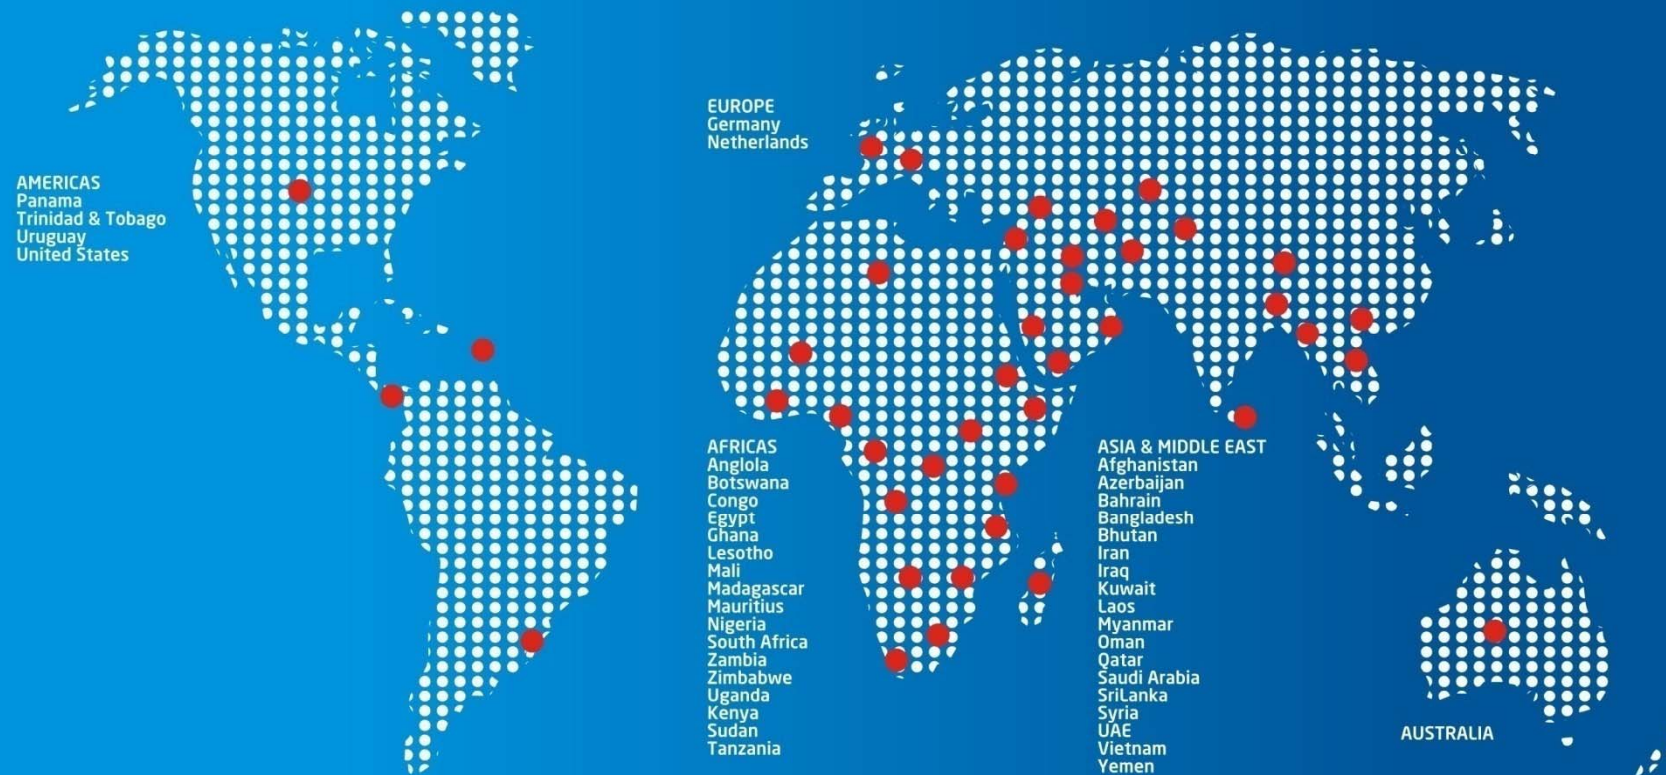 AMERICAS
Panama
Trinidad & Tobago
Uruguay
United States
EUROPE
Germany
Netherlands
AFRICAS
Anglola
Botswana
Congo
Egypt
Ghana
Lesotho
Mali
Madagascar
Mauritius
Nigeria
South Africa
Zambia
Zimbabwe
Uganda
Kenya
Sudan
Tanzania
ASIA & MIDDLE EAST
Afghanistan
Azerbaijan
Bahrain
Bangladesh
Bhutan
Iran
Iraq
Kuwait
Laos
Myanmar
Oman
Qatar
Saudi Arabia
SriLanka
Syria
UAE
Vietnam
Yemen
AUSTRALIA